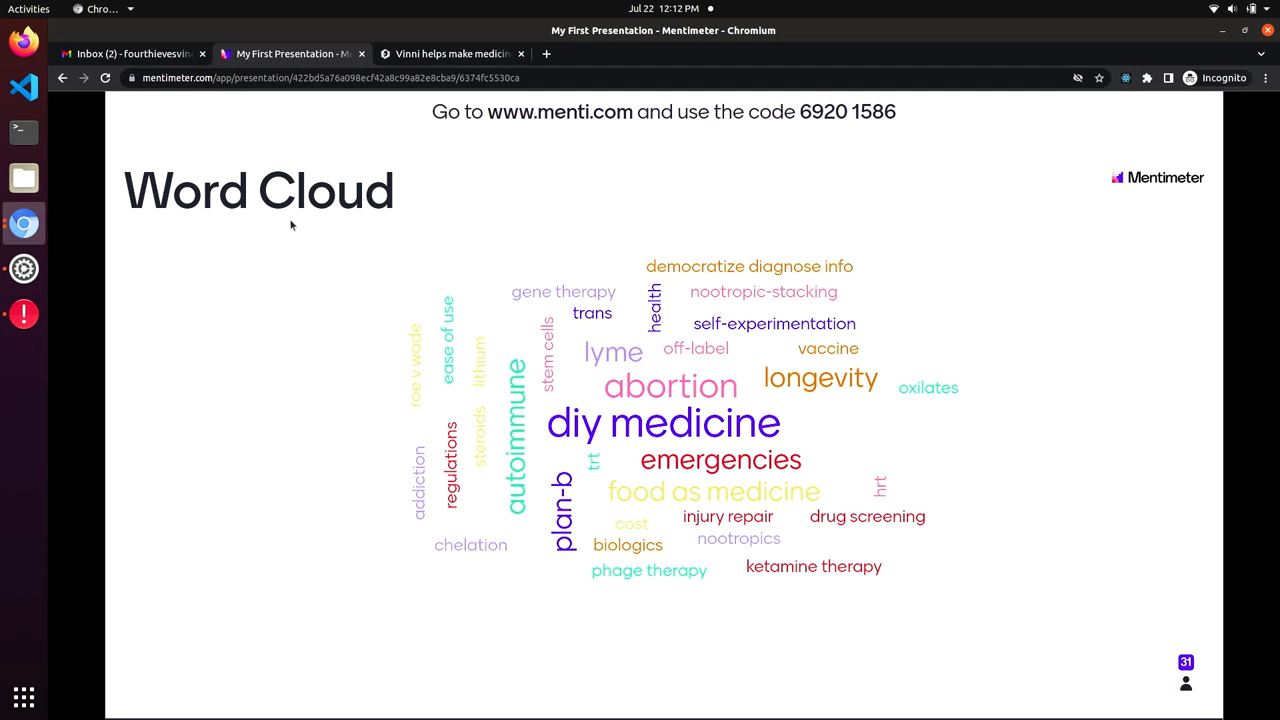 Activities
Chro...
Jul 22 12:12 PM
My First Presentation - Mentimeter - Chromium
Inbox (2) - fourthievesvin
My First Presentation - Me
Vinni helps make medicin
mentimeter.com/app/presentation/422bd5a76a098ecf42a8c99a82e8cba9/6374fc5530ca
Incognito
Go to www.menti.com and use the code 6920 1586
Word Cloud
Mentimeter
democratize diagnose info
gene therapy
health
nootropic-stacking
trans
self-experimentation
roe v wade
ease of use
lithium
stem cells
lyme
off-label
vaccine
abortion
longevity
oxilates
autoimmune
diy medicine
addiction
regulations
steroids
trt
emergencies
plan-b
food as medicine
hrt
cost
injury repair
drug screening
chelation
biologics
nootropics
phage therapy
ketamine therapy
31